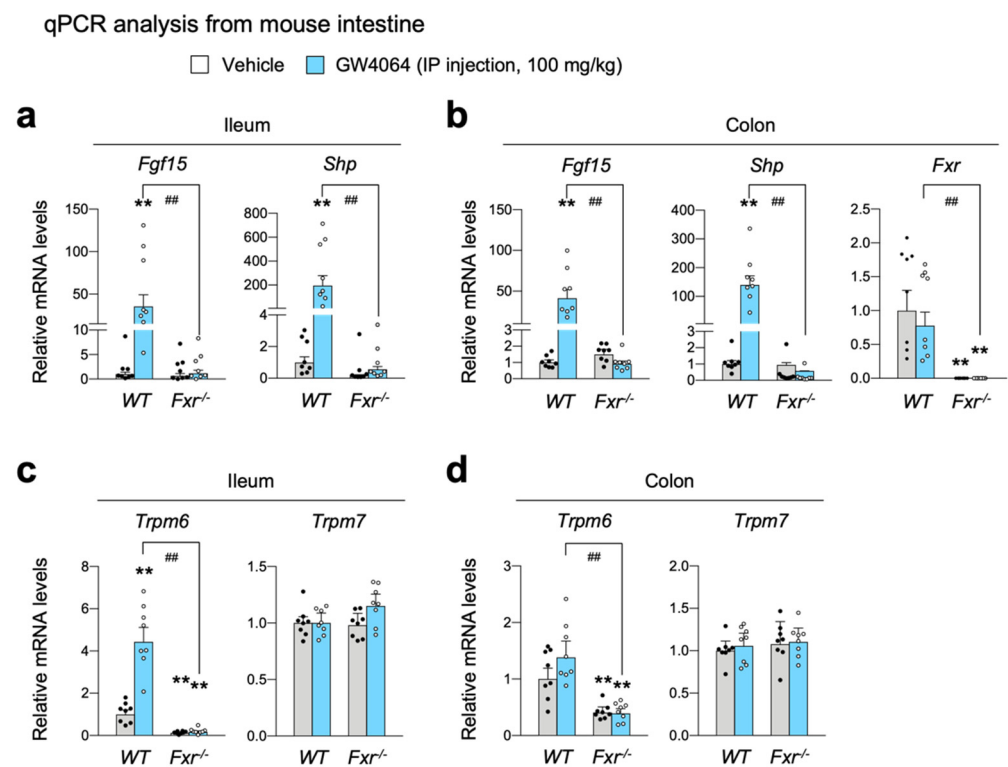 qPCR analysis from mouse intestine
Vehicle GW4064 (IP injection, 100 mg/kg)
a
Ileum
Fgf15 Shp
Relative mRNA levels
** ## ** ##
150
100
50
10
5
0
800
600
400
200
4
2
0
WT Fxr-/- WT Fxr-/-
b
Colon
Fgf15 Shp Fxr
Relative mRNA levels
** ## ** ## ##
150
100
50
3
2
1
0
400
300
200
100
3
2
1
0
2.5
2.0
1.5
1.0
0.5
0.0
** **
WT Fxr-/- WT Fxr-/- WT Fxr-/-
c
Ileum
Trpm6 Trpm7
Relative mRNA levels
** ##
8
6
4
2
0
** **
1.5
1.0
0.5
0.0
WT Fxr-/- WT Fxr-/-
d
Colon
Trpm6 Trpm7
Relative mRNA levels
##
3
2
1
0
** **
2.0
1.5
1.0
0.5
0.0
WT Fxr-/- WT Fxr-/-